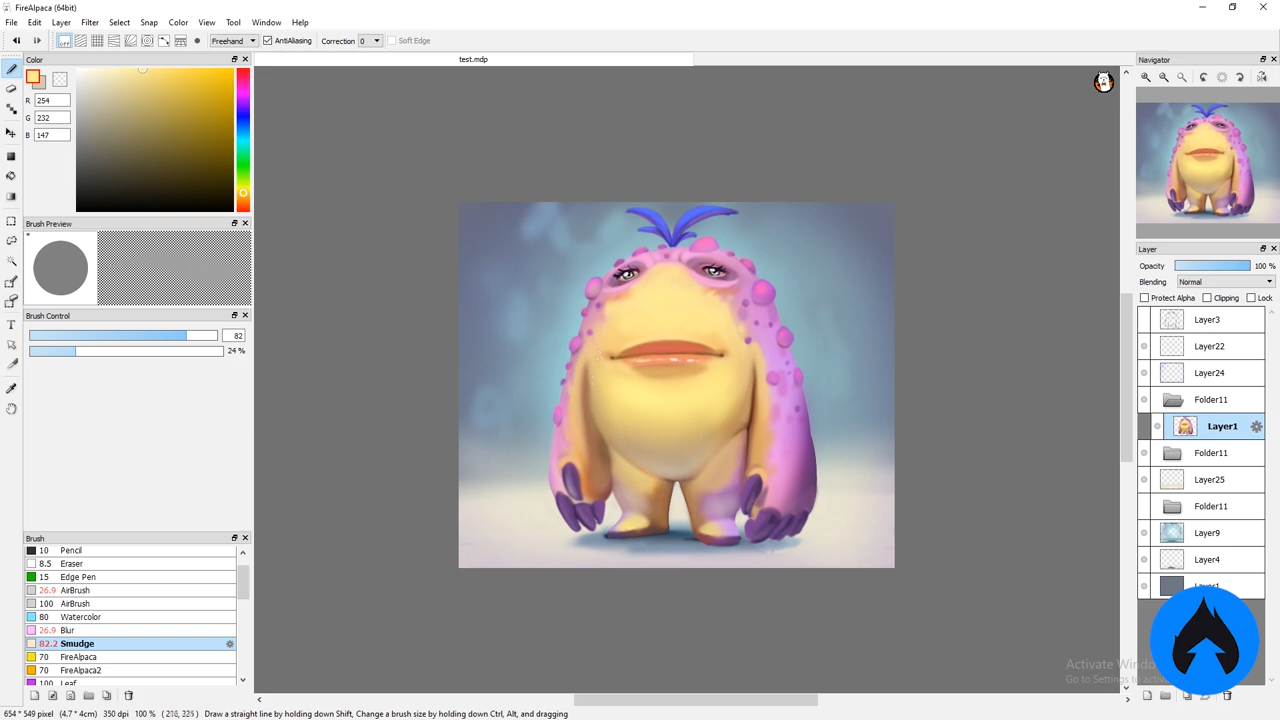 FireAlpaca (64bit)
File Edit Layer Filter Select Snap Color View Tool Window Help
off Freehand AntiAliasing Correction 0 Soft Edge
Color
test.mdp
Navigator
R 254
G 232
B 147
Brush Preview
Layer
Opacity 100 %
Blending Normal
Protect Alpha Clipping Lock
Brush Control
82
24 %
Layer3
Layer22
Layer24
Folder11
Layer1
Folder11
Layer25
Folder11
Layer9
Layer4
Layer1
Brush
10 Pencil
8.5 Eraser
15 Edge Pen
26.9 AirBrush
100 AirBrush
80 Watercolor
26.9 Blur
82.2 Smudge
70 FireAlpaca
70 FireAlpaca2
100 Leaf
Activate Windo
Go to Settings to activ
654 * 549 pixel (4.7 * 4cm) 350 dpi 100 % ( 218, 325 ) Draw a straight line by holding down Shift, Change a brush size by holding down Ctrl, Alt, and dragging